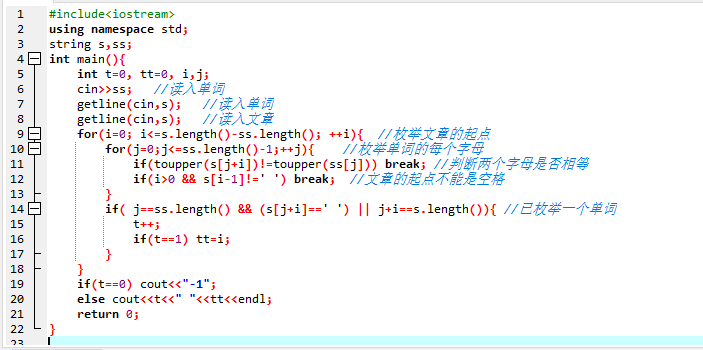 1 #include<iostream>
2 using namespace std;
3 string s,ss;
4 int main(){
5 int t=0, tt=0, i,j;
6 cin>>ss; //读入单词
7 getline(cin,s); //读入单词
8 getline(cin,s); //读入文章
9 for(i=0; i<=s.length()-ss.length(); ++i){ //枚举文章的起点
10 for(j=0;j<=ss.length()-1;++j){ //枚举单词的每个字母
11 if(toupper(s[j+i])!=toupper(ss[j])) break; //判断两个字母是否相等
12 if(i>0 && s[i-1]!=' ') break; //文章的起点不能是空格
13 }
14 if( j==ss.length() && (s[j+i]==' ') || j+i==s.length()){ //已枚举一个单词
15 t++;
16 if(t==1) tt=i;
17 }
18 }
19 if(t==0) cout<<"-1";
20 else cout<<t<<" "<<tt<<endl;
21 return 0;
22 }
23